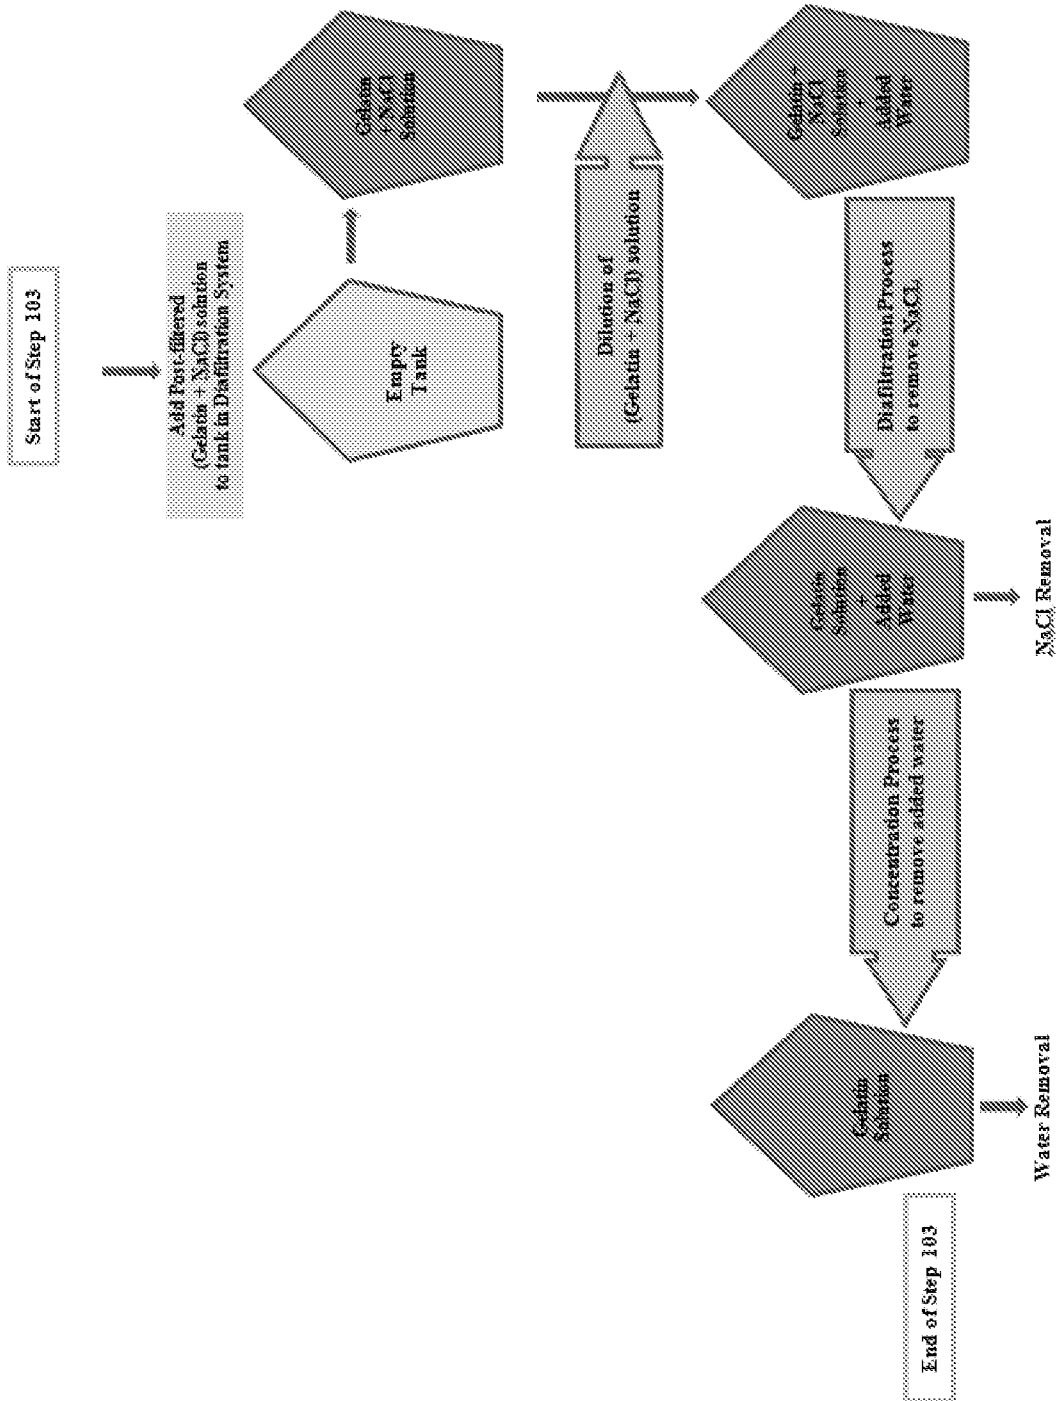 Start of Step 103
Add Post-filtered
(Gelatin + NaCl) solution
to tank in Diafiltration System
Empty
Tank
Gelatin
+ NaCl
Solution
Dilution of
(Gelatin + NaCl) solution
Gelatin +
NaCl
Solution
+
Added
Water
Diafiltration Process
to remove NaCl
Gelatin
Solution
+
Added
Water
NaCl Removal
Concentration Process
to remove added water
Gelatin
Solution
Water Removal
End of Step 103